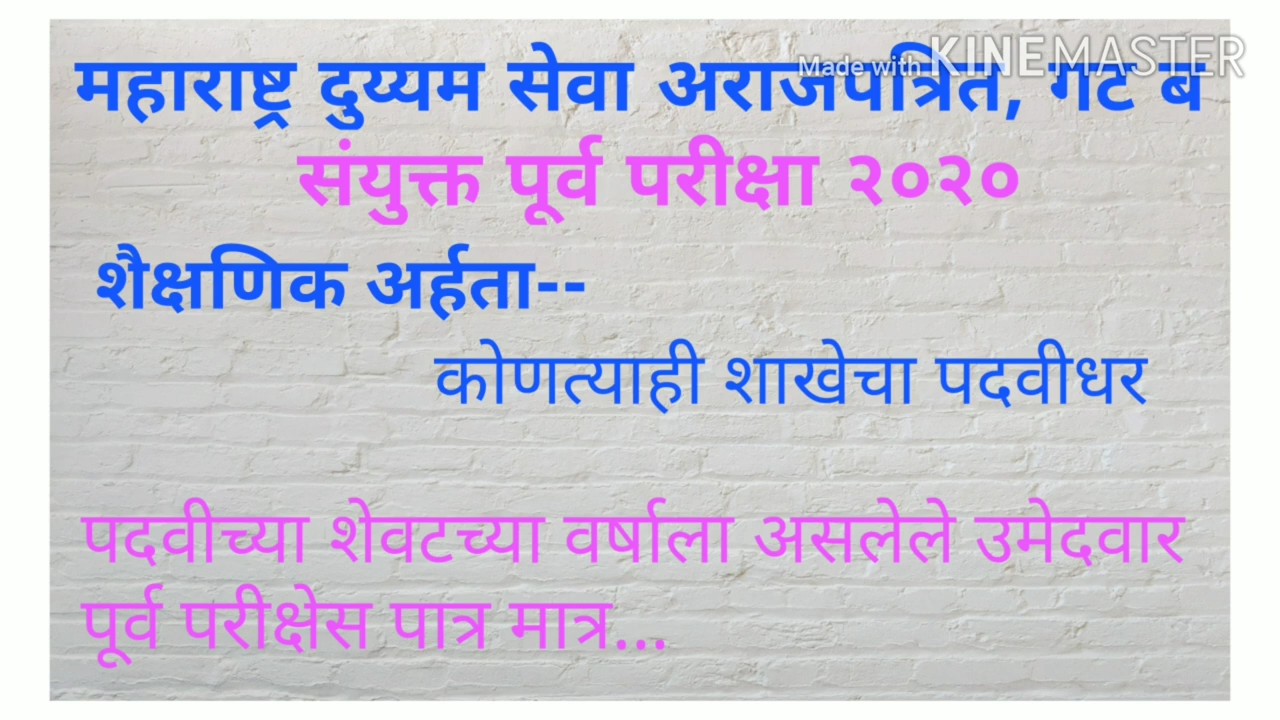 Made with KINEMASTER
महाराष्ट्र दुय्यम सेवा अराजपत्रित, गट ब
संयुक्त पूर्व परीक्षा २०२०
शैक्षणिक अर्हता--
कोणत्याही शाखेचा पदवीधर
पदवीच्या शेवटच्या वर्षाला असलेले उमेदवार
पूर्व परीक्षेस पात्र मात्र...